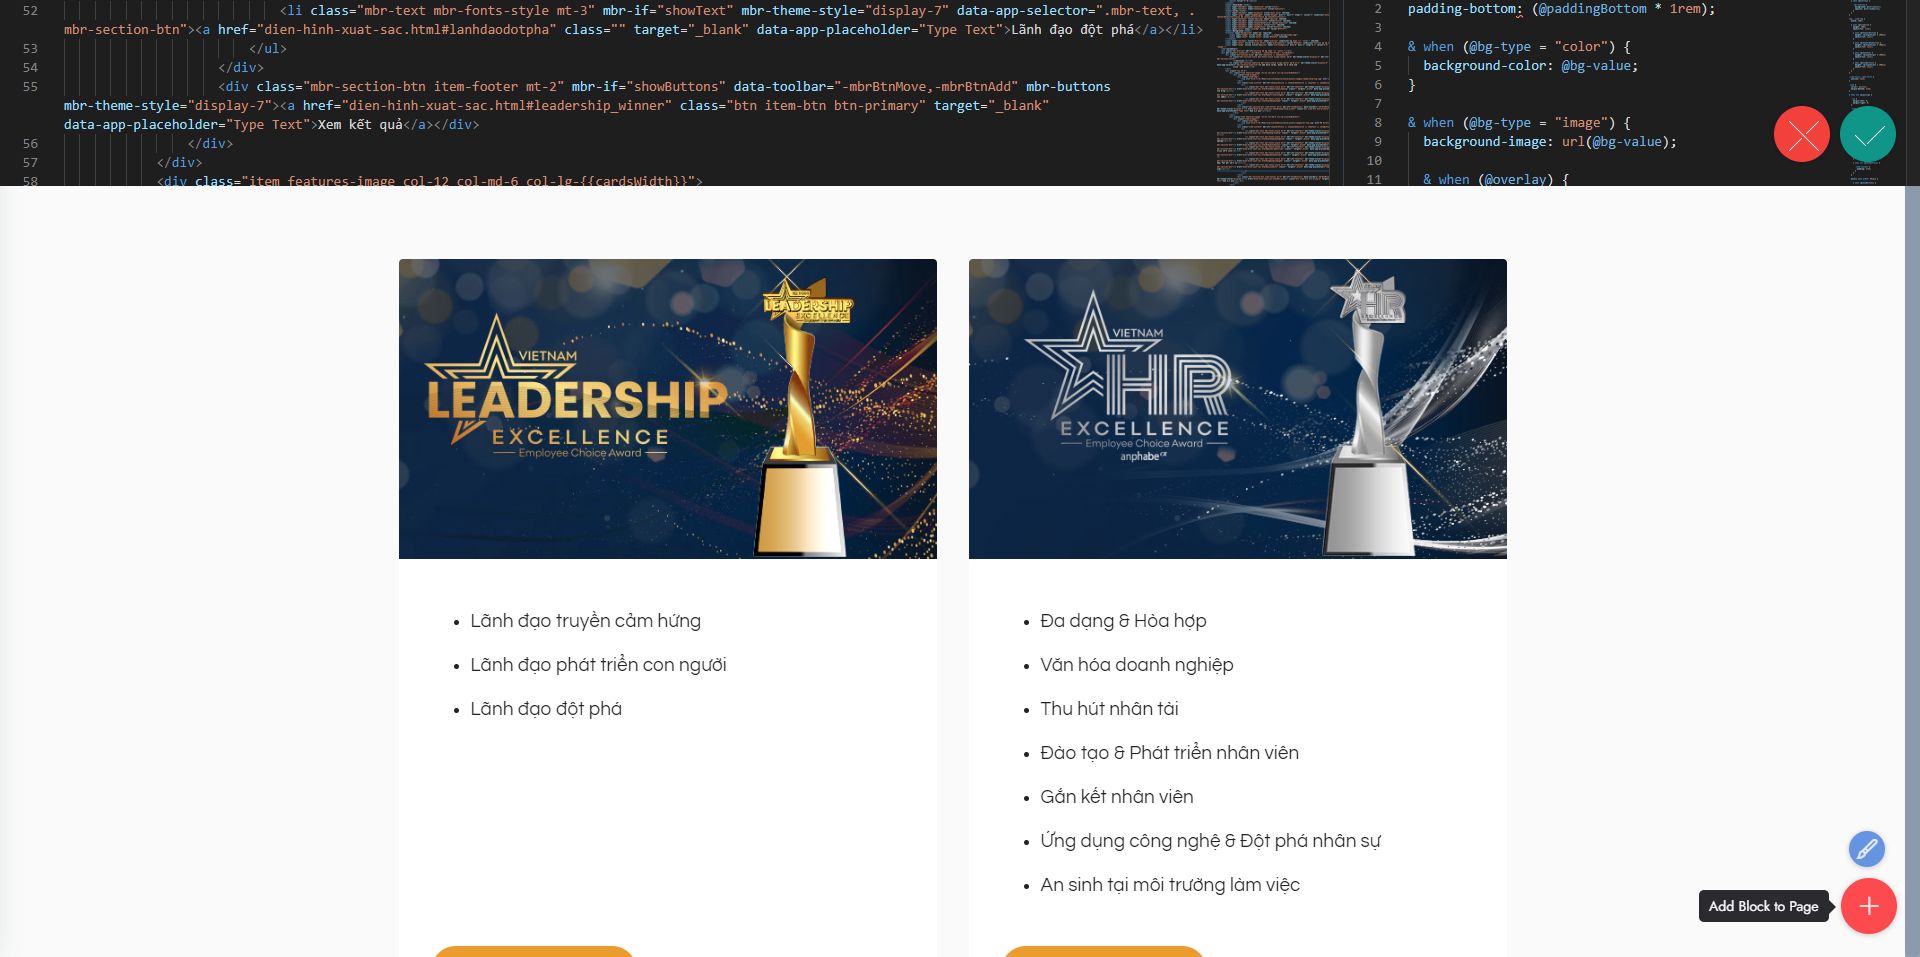 52 <li class="mbr-text mbr-fonts-style mt-3" mbr-if="showText" mbr-theme-style="display-7" data-app-selector=".mbr-text, .
mbr-section-btn"><a href="dien-hinh-xuat-sac.html#lanhdaodotpha" class="" target="_blank" data-app-placeholder="Type Text">Lãnh đạo đột phá</a></li>
53 </ul>
54 </div>
55 <div class="mbr-section-btn item-footer mt-2" mbr-if="showButtons" data-toolbar="-mbrBtnMove,-mbrBtnAdd" mbr-buttons
mbr-theme-style="display-7"><a href="dien-hinh-xuat-sac.html#leadership_winner" class="btn item-btn btn-primary" target="_blank"
data-app-placeholder="Type Text">Xem kết quả</a></div>
56 </div>
57 </div>
58 <div class="item features-image col-12 col-md-6 col-lg-{{cardsWidth}}">
2 padding-bottom: (@paddingBottom * 1rem);
3
4 & when (@bg-type = "color") {
5 background-color: @bg-value;
6 }
7
8 & when (@bg-type = "image") {
9 background-image: url(@bg-value);
10
11 & when (@overlay) {
VIETNAM
LEADERSHIP
EXCELLENCE
Employee Choice Award
LEADERSHIP
EXCELLENCE
VIETNAM
HR
EXCELLENCE
Employee Choice Award
anphabe
HR
EXCELLENCE
Lãnh đạo truyền cảm hứng
Lãnh đạo phát triển con người
Lãnh đạo đột phá
Đa dạng & Hòa hợp
Văn hóa doanh nghiệp
Thu hút nhân tài
Đào tạo & Phát triển nhân viên
Gắn kết nhân viên
Ứng dụng công nghệ & Đột phá nhân sự
An sinh tại môi trường làm việc
Add Block to Page